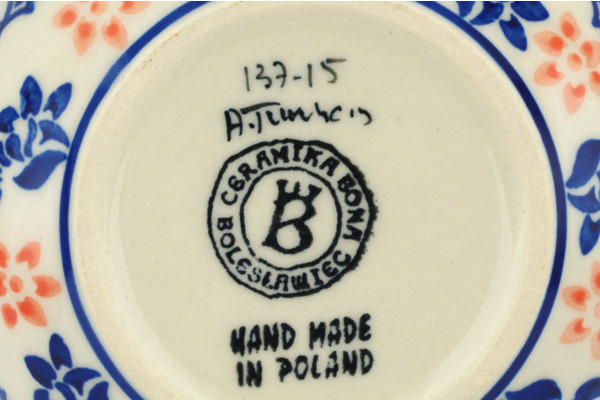 137-15
CERAMIKA BONA
B
BOLESŁAWIEC
HAND MADE
IN POLAND